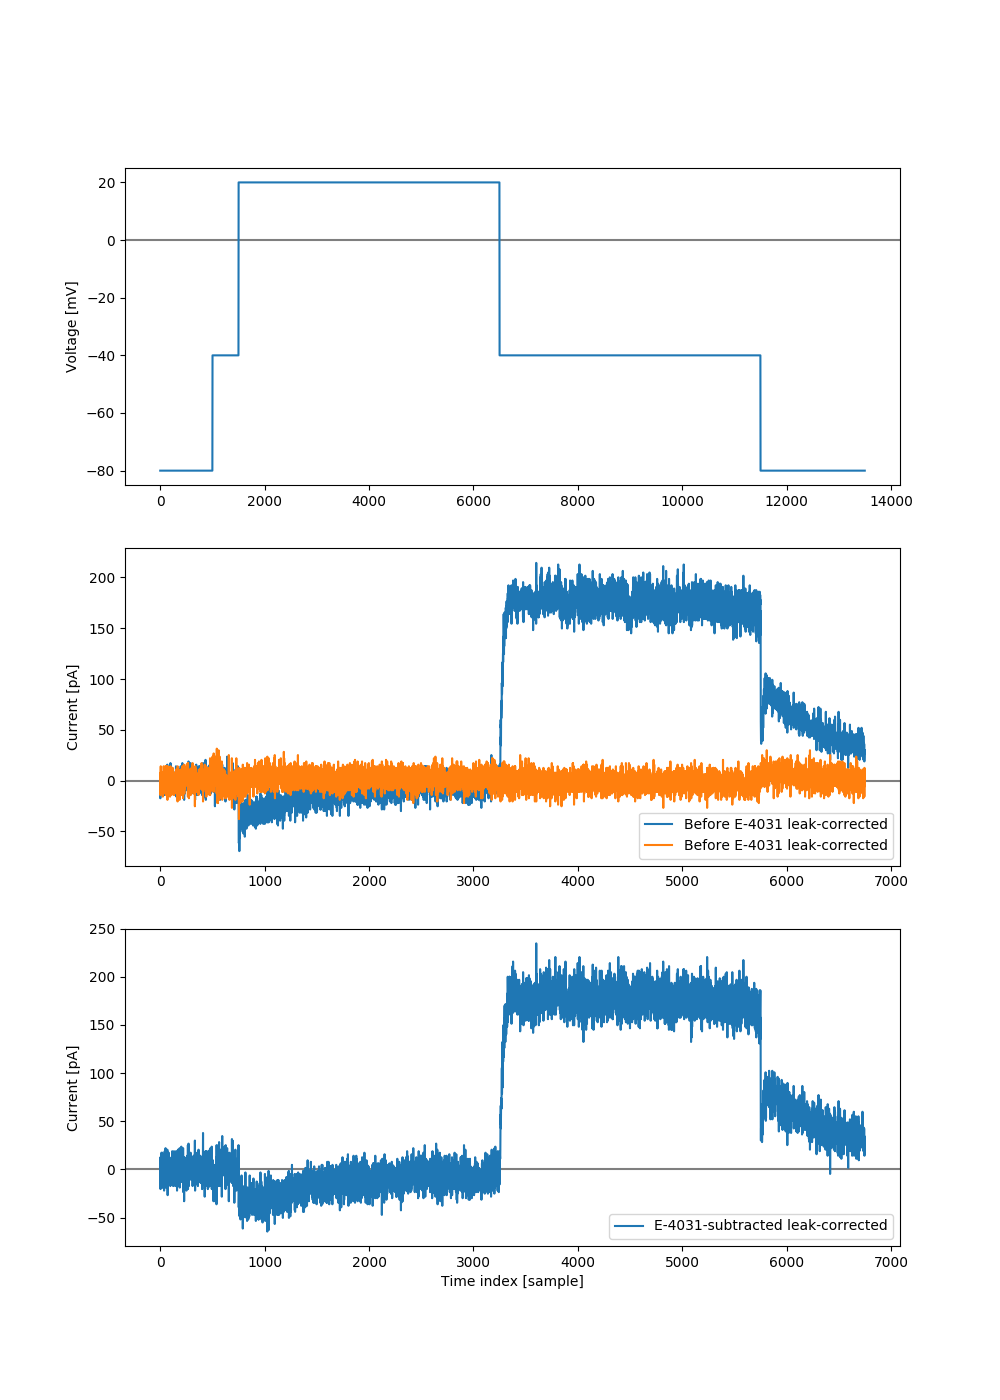 20
0
−20
−40
−60
−80
Voltage [mV]
0 2000 4000 6000 8000 10000 12000 14000
200
150
100
50
0
−50
Current [pA]
Before E-4031 leak-corrected
Before E-4031 leak-corrected
0 1000 2000 3000 4000 5000 6000 7000
250
200
150
100
50
0
−50
Current [pA]
E-4031-subtracted leak-corrected
0 1000 2000 3000 4000 5000 6000 7000
Time index [sample]